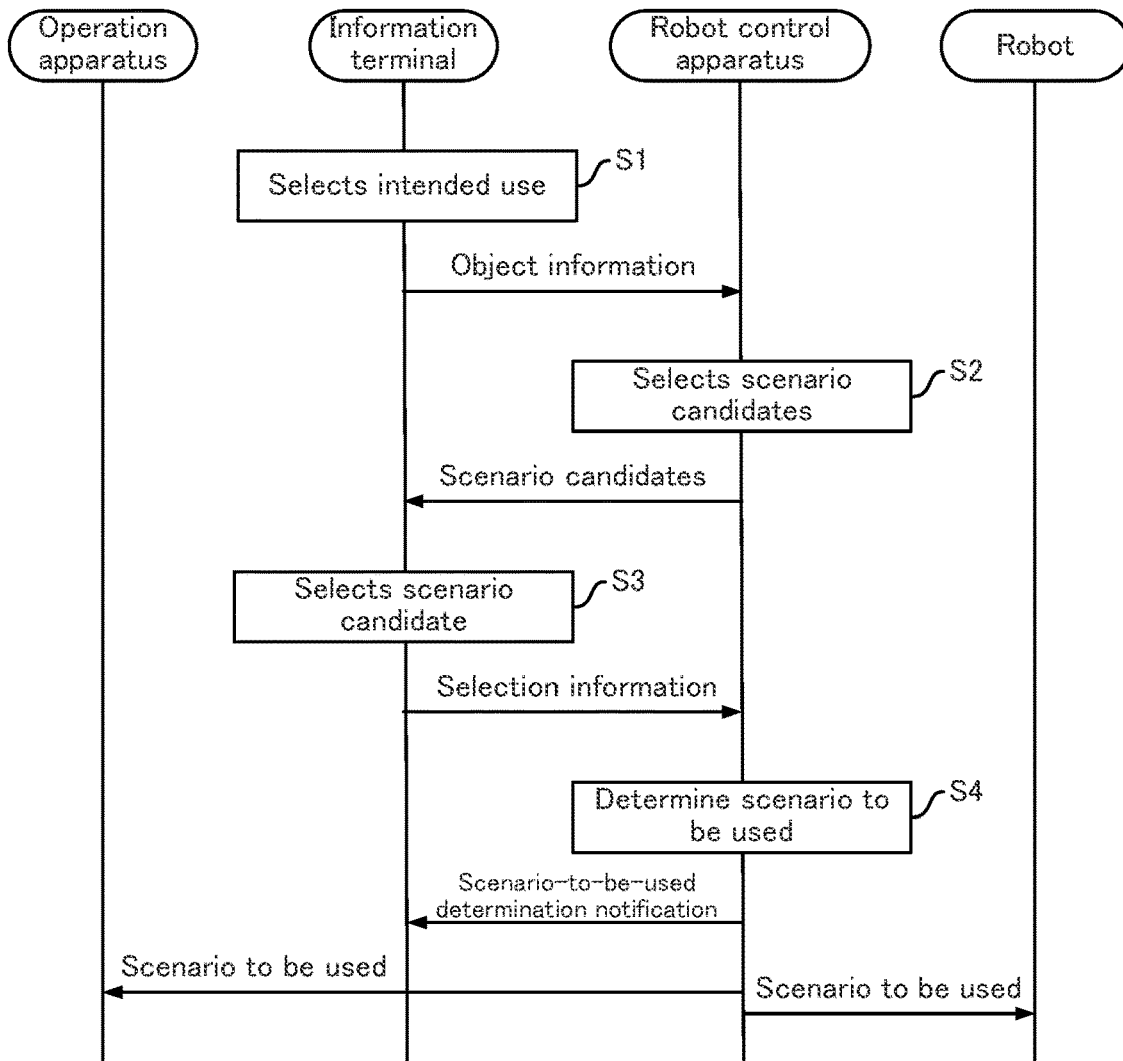 Operation
apparatus
Information
terminal
Robot control
apparatus
Robot
Selects intended use
S1
Object information
Selects scenario
candidates
S2
Scenario candidates
Selects scenario
candidate
S3
Selection information
Determine scenario to
be used
S4
Scenario-to-be-used
determination notification
Scenario to be used
Scenario to be used